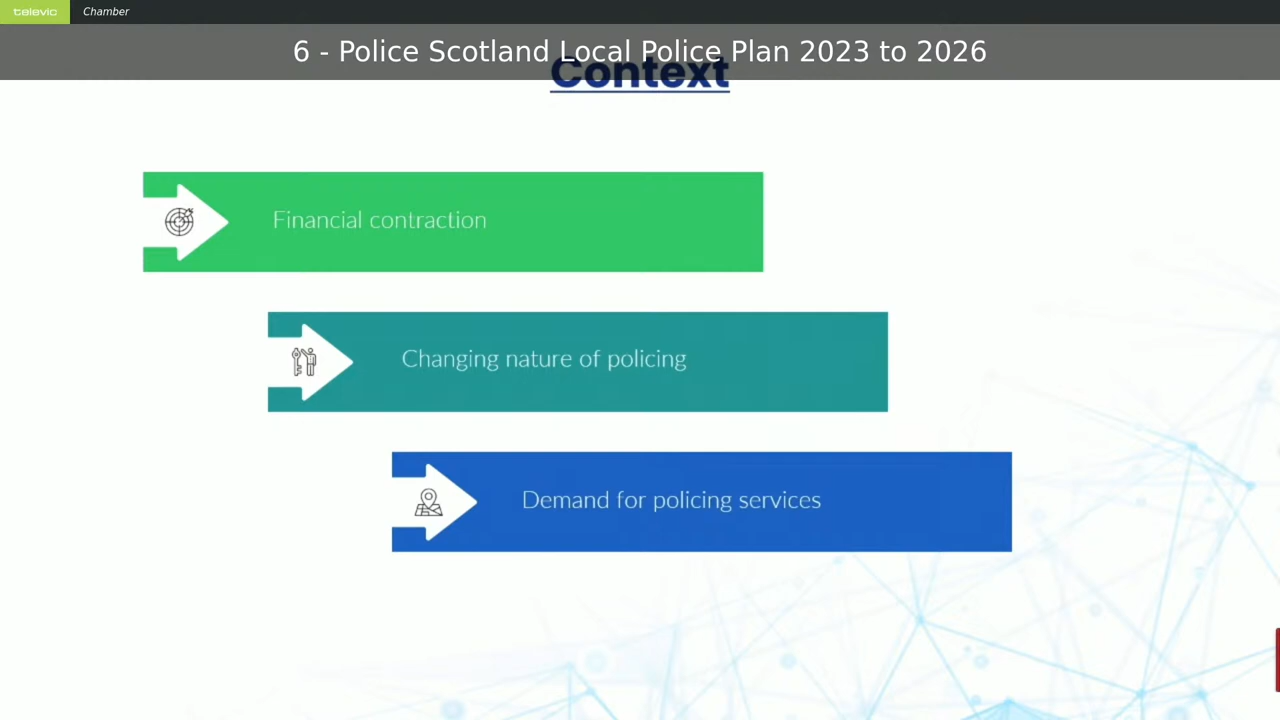 televic Chamber
6 - Police Scotland Local Police Plan 2023 to 2026
Context
Financial contraction
Changing nature of policing
Demand for policing services